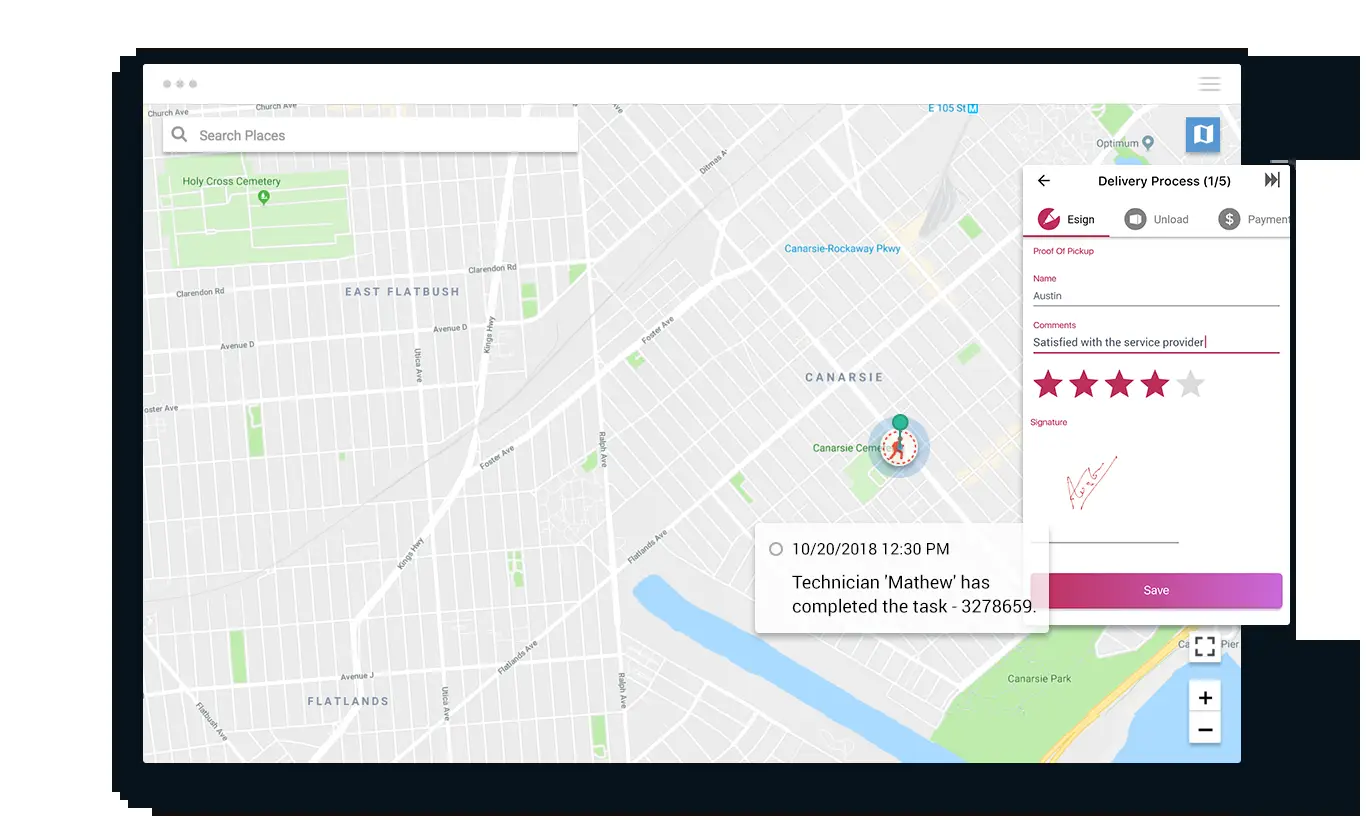 Church Ave
Church Ave
E 105 St M
Search Places
Optimum
Ditmas A
Holy Cross Cemetery
Delivery Process (1/5)
Esign
Unload
$
Payment
Canarsie-Rockaway Pkwy
Proof Of Pickup
Clarendon Rd
Clarendon Rd
EAST FLATBUSH
Name
Austin
Avenue D
Avenue D
Kings Hwy
Foster Ave
Comments
Satisfied with the service provider
Utica Ave
CANARSIE
oster Ave
Signature
Foster Ave
Ralph Ave
Canarsie Ceme
10/20/2018 12:30 PM
Technician 'Mathew' has
completed the task - 3278659.
Save
Kings Hwy
Flatlands Ave
Flatlands Ave
Ca
Pier
Avenue J
Canarsie Park
FLATLANDS
Utica Ave
Ralph Ave
Flatbush Ave
+
−